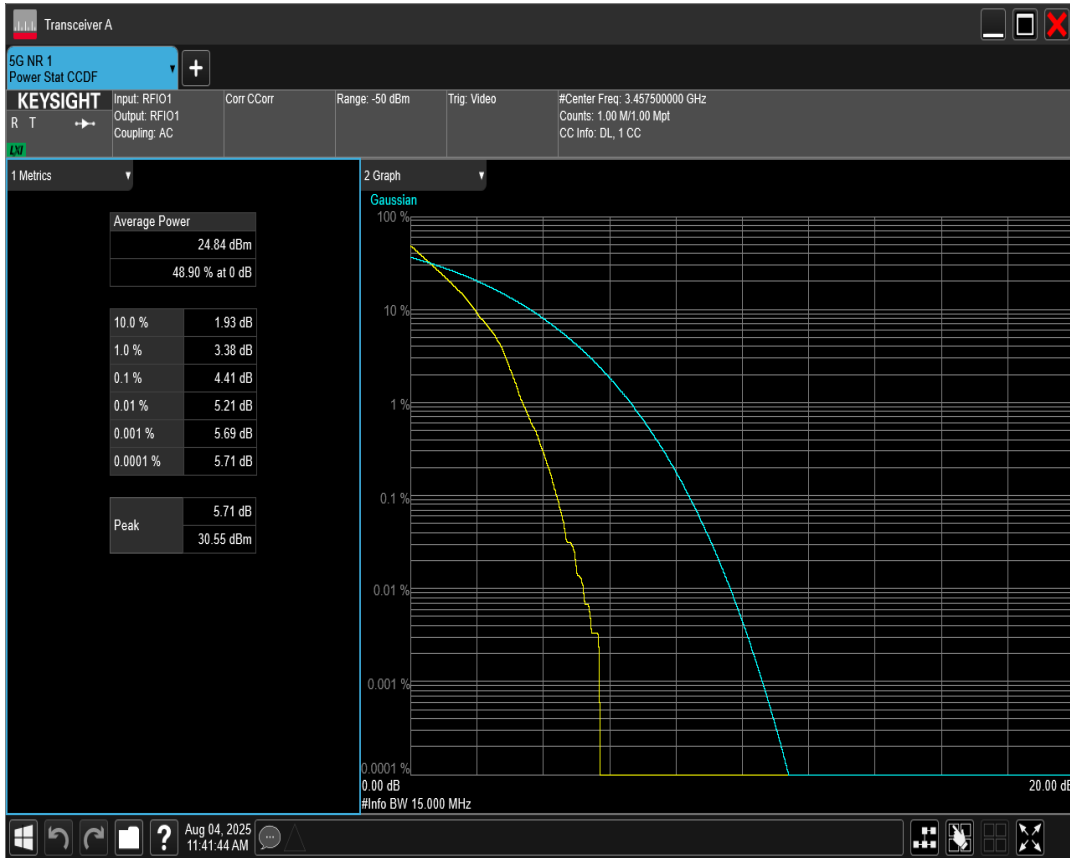 Transceiver A
5G NR 1
Power Stat CCDF
KEYSIGHT
R T
LXI
Input: RFIO1
Output: RFIO1
Coupling: AC
Corr CCorr
Range: -50 dBm
Trig: Video
#Center Freq: 3.457500000 GHz
Counts: 1.00 M/1.00 Mpt
CC Info: DL, 1 CC
1 Metrics
Average Power
24.84 dBm
48.90 % at 0 dB
10.0 % 1.93 dB
1.0 % 3.38 dB
0.1 % 4.41 dB
0.01 % 5.21 dB
0.001 % 5.69 dB
0.0001 % 5.71 dB
Peak
5.71 dB
30.55 dBm
2 Graph
Gaussian
100 %
10 %
1 %
0.1 %
0.01 %
0.001 %
0.0001 %
0.00 dB 20.00 dB
#Info BW 15.000 MHz
?
Aug 04, 2025
11:41:44 AM